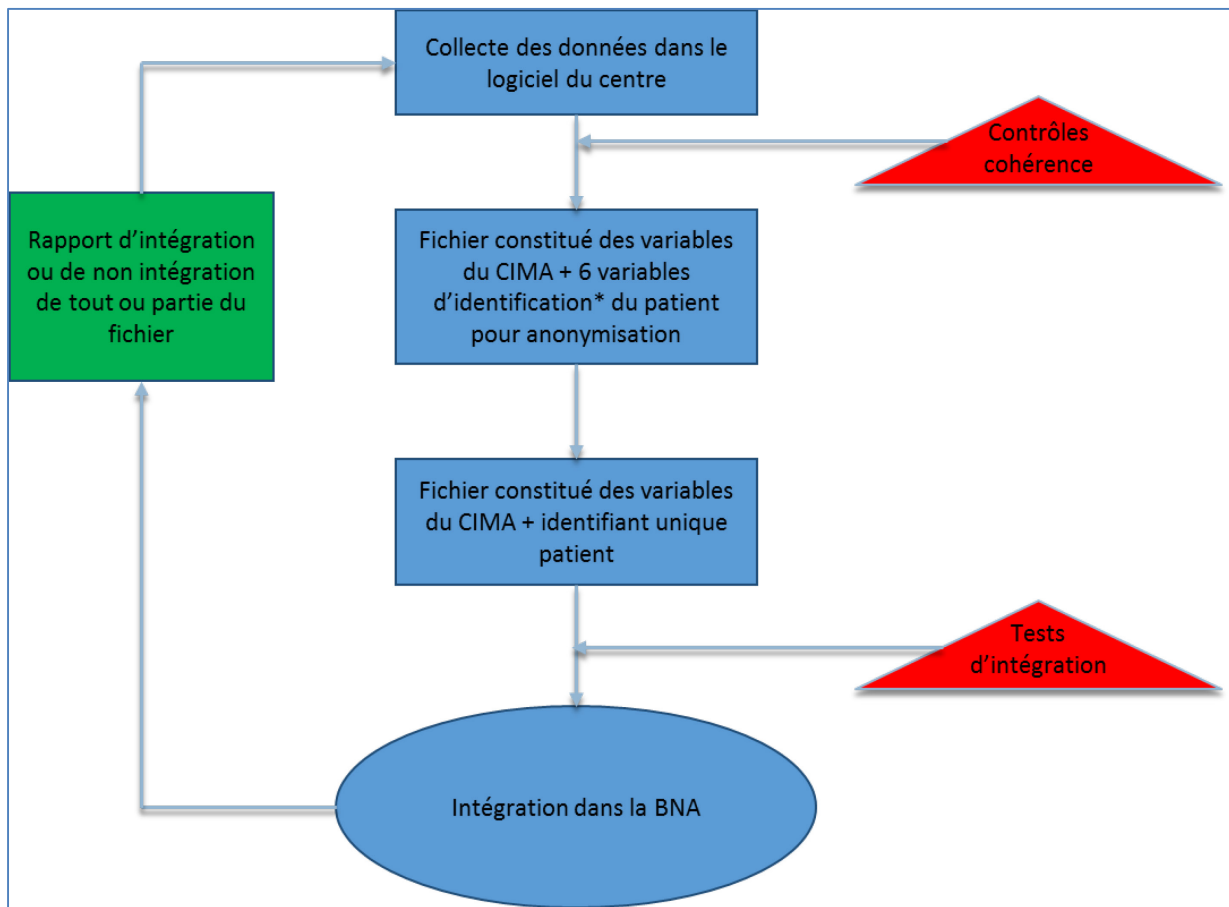 Collecte des données dans le
logiciel du centre
Contrôles
cohérence
Rapport d’intégration
ou de non intégration
de tout ou partie du
fichier
Fichier constitué des variables
du CIMA + 6 variables
d’identification* du patient
pour anonymisation
Fichier constitué des variables
du CIMA + identifiant unique
patient
Tests
d’intégration
Intégration dans la BNA